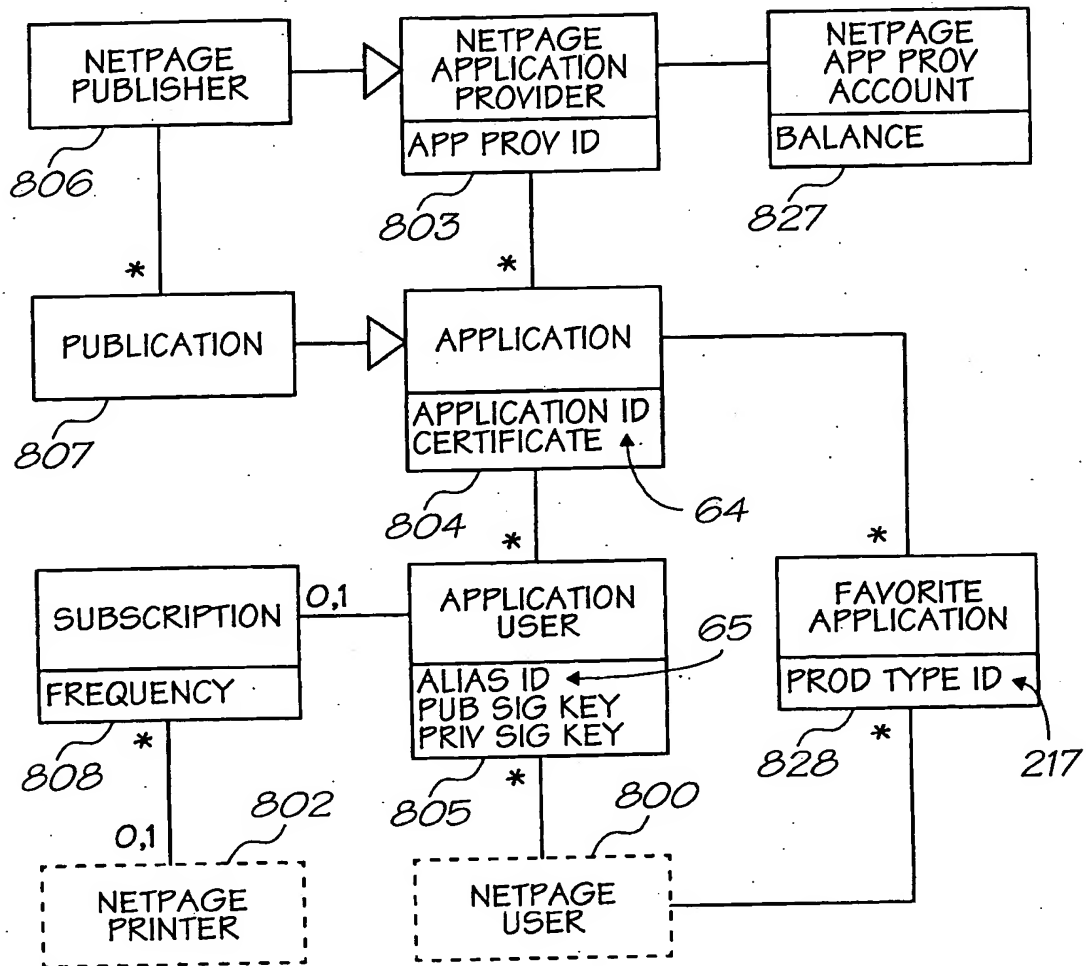 NETPAGE
PUBLISHER
806
NETPAGE
APPLICATION
PROVIDER
APP PROV ID
803
NETPAGE
APP PROV
ACCOUNT
BALANCE
827
*
*
PUBLICATION
807
APPLICATION
APPLICATION ID
CERTIFICATE
64
804
*
*
SUBSCRIPTION
FREQUENCY
808
0,1
APPLICATION
USER
65
ALIAS ID
PUB SIG KEY
PRIV SIG KEY
805
FAVORITE
APPLICATION
PROD TYPE ID
828
217
*
*
*
0,1
802
NETPAGE
PRINTER
800
NETPAGE
USER